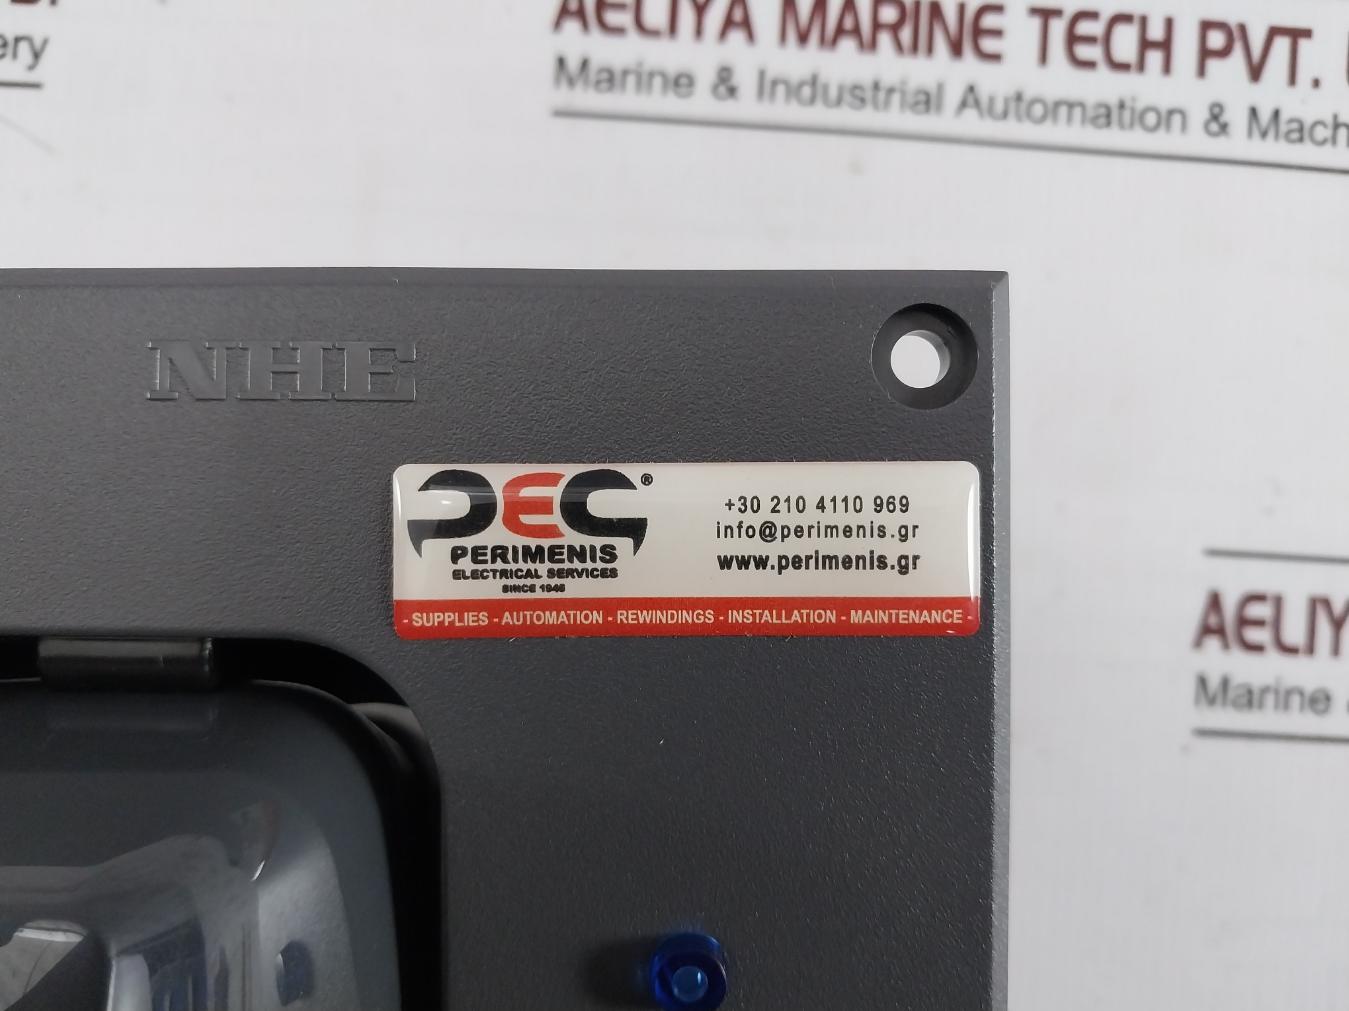 ery
AELIYA MARINE TECH PVT.
Marine & Industrial Automation & Mach
NHE
PEC®
PERIMENIS
ELECTRICAL SERVICES
SINCE 1946
+30 210 4110 969
info@perimenis.gr
www.perimenis.gr
- SUPPLIES - AUTOMATION - REWINDINGS - INSTALLATION - MAINTENANCE -
AELIY
Marine